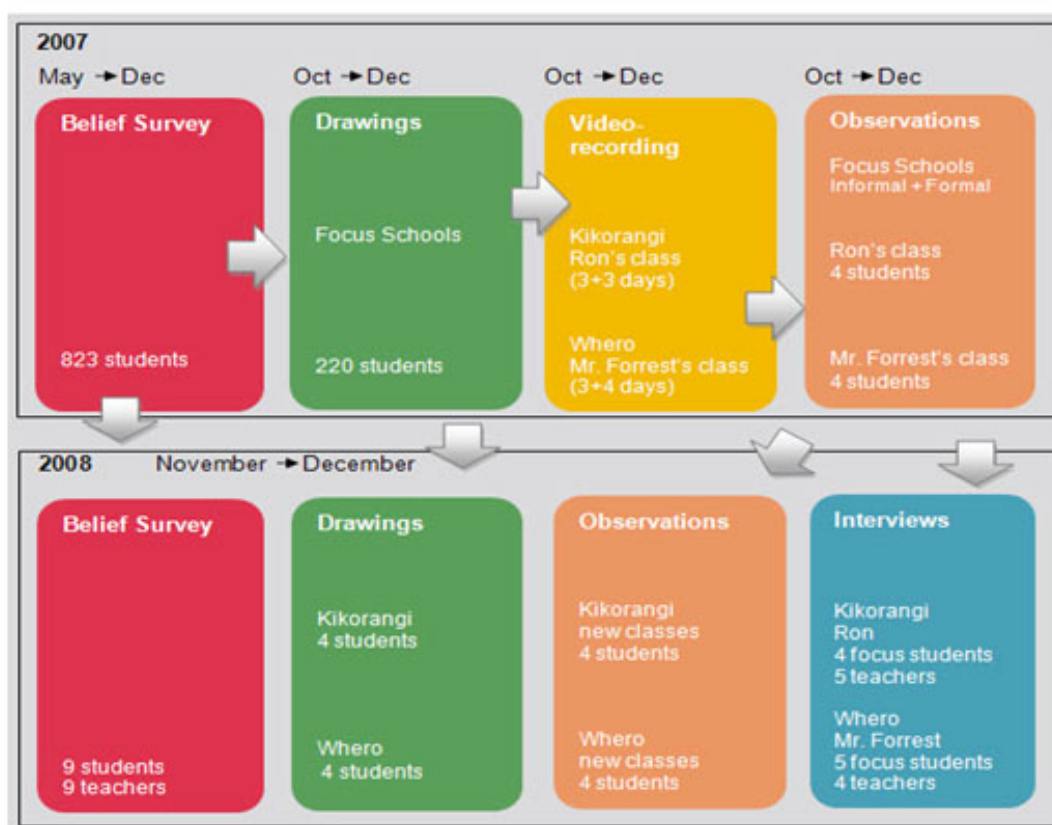 2007
May → Dec
Oct → Dec
Oct → Dec
Oct → Dec
Belief Survey
823 students
Drawings
Focus Schools
220 students
Video-
recording
Kikorangi
Ron's class
(3+3 days)
Where
Mr. Forrest's class
(3+4 days)
Observations
Focus Schools
Informal + Formal
Ron's class
4 students
Mr. Forrest's class
4 students
2008 November → December
Belief Survey
9 students
9 teachers
Drawings
Kikorangi
4 students
Whero
4 students
Observations
Kikorangi
new classes
4 students
Whero
new classes
4 students
Interviews
Kikorangi
Ron
4 focus students
5 teachers
Whero
Mr. Forrest
5 focus students
4 teachers